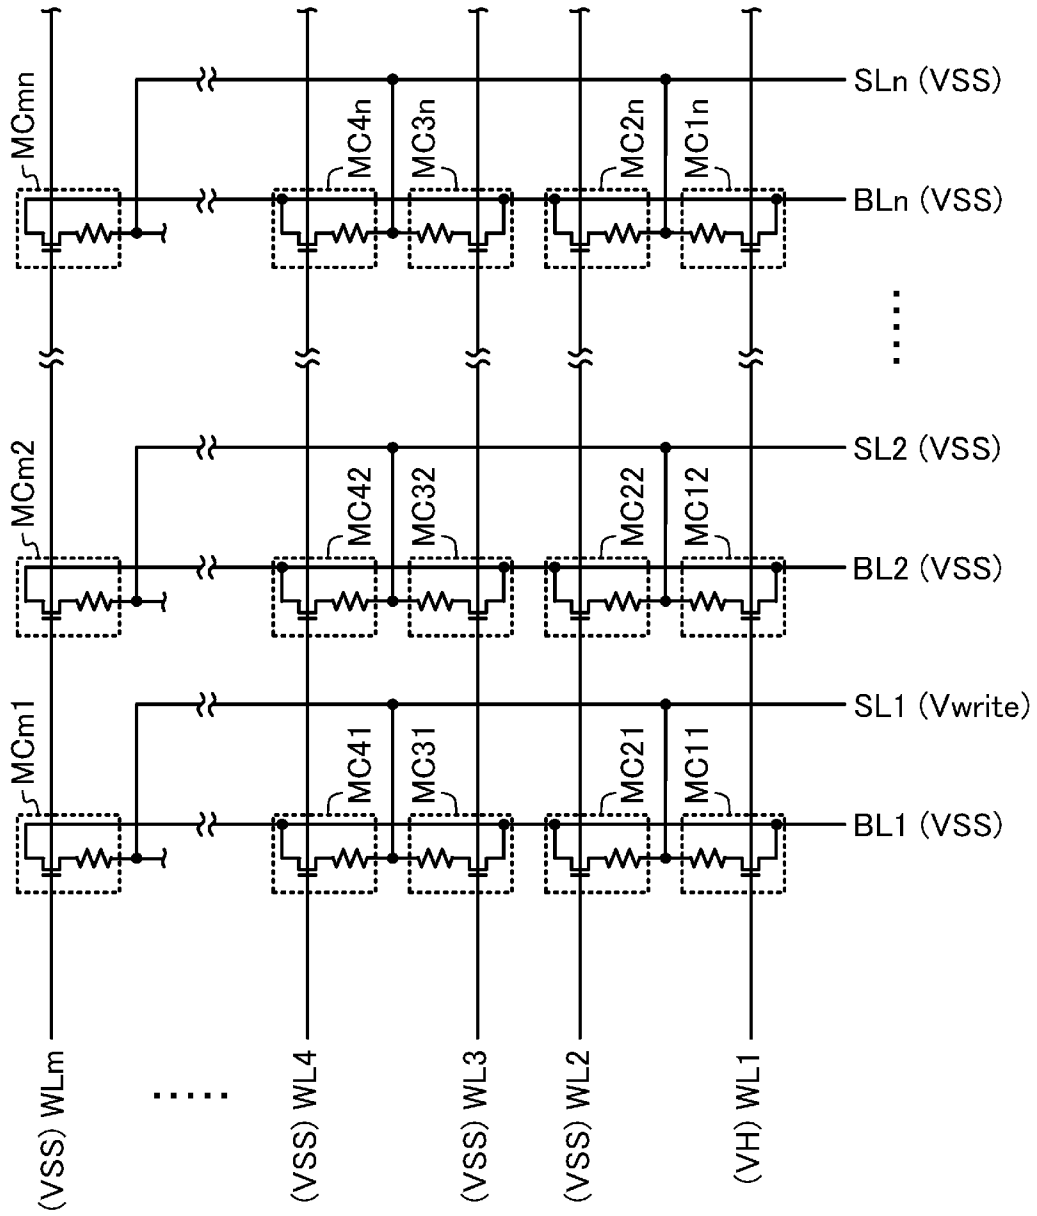 SLn (VSS)
MCmn
MC4n
MC3n
MC2n
MC1n
BLn (VSS)
SL2 (VSS)
MCm2
MC42
MC32
MC22
MC12
BL2 (VSS)
SL1 (Vwrite)
MCm1
MC41
MC31
MC21
MC11
BL1 (VSS)
(VSS) WLm
(VSS) WL4
(VSS) WL3
(VSS) WL2
(VH) WL1